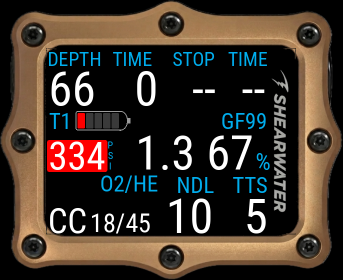 DEPTH TIME STOP TIME
66 0 -- --
T1 GF99
334 PSI 1.3 67%
O2/HE NDL TTS
CC 18/45 10 5
SHEARWATER